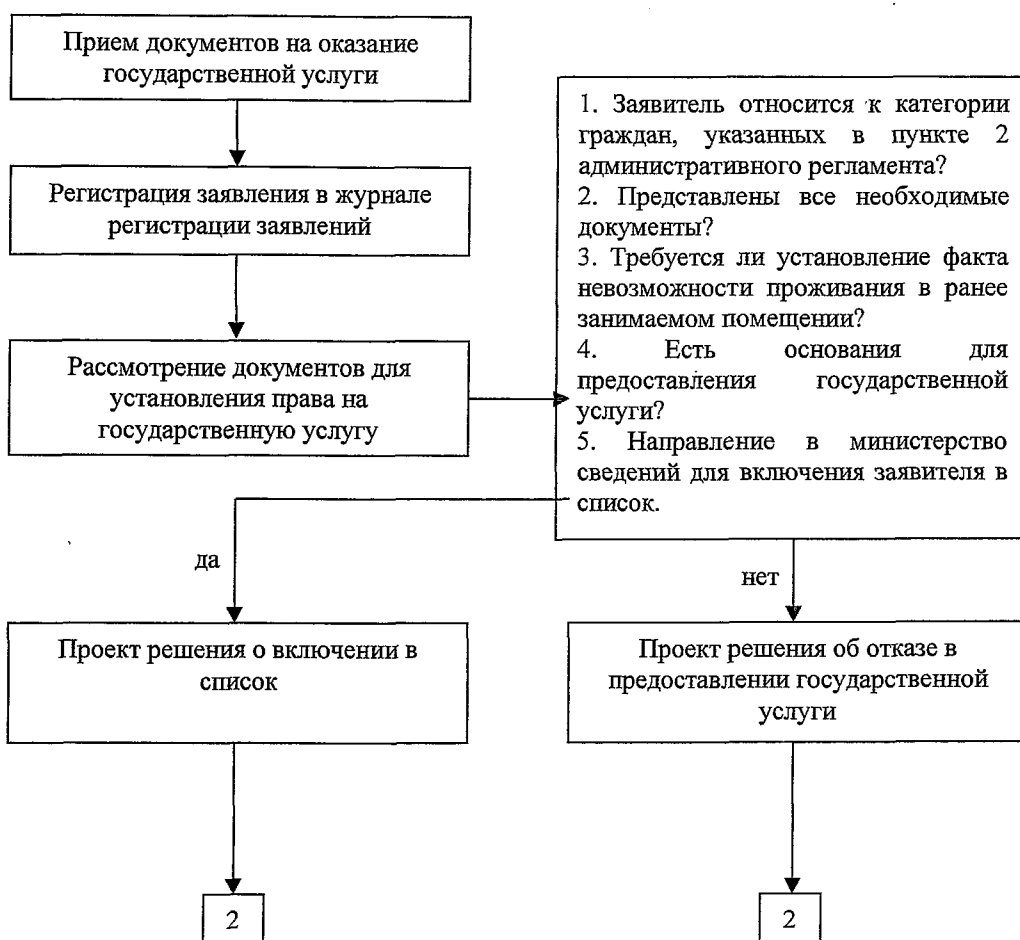 Прием документов на оказание
государственной услуги
Регистрация заявления в журнале
регистрации заявлений
Рассмотрение документов для
установления права на
государственную услугу
1. Заявитель относится к категории
граждан, указанных в пункте 2
административного регламента?
2. Представлены все необходимые
документы?
3. Требуется ли установление факта
невозможности проживания в ранее
занимаемом помещении?
4. Есть основания для
предоставления государственной
услуги?
5. Направление в министерство
сведений для включения заявителя в
список.
да
нет
Проект решения о включении в
список
Проект решения об отказе в
предоставлении государственной
услуги
2
2